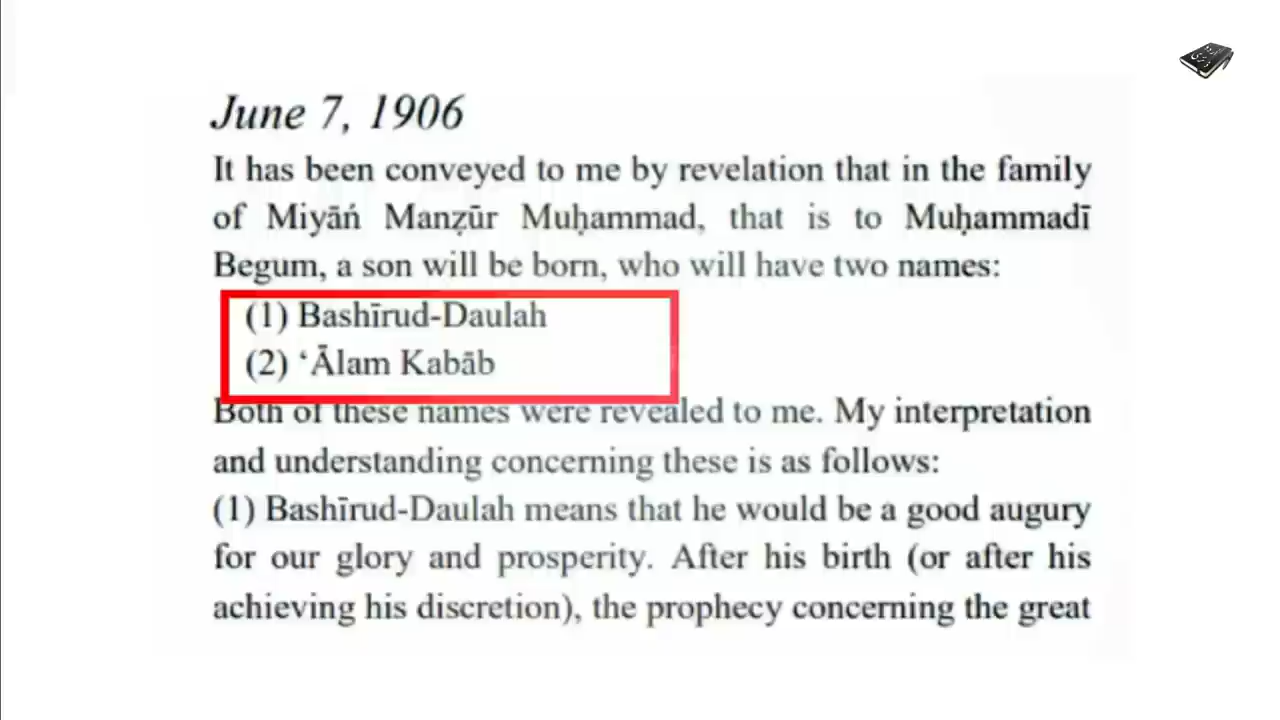 June 7, 1906
It has been conveyed to me by revelation that in the family
of Miyāń Manẓūr Muḥammad, that is to Muḥammadī
Begum, a son will be born, who will have two names:
(1) Bashīrud-Daulah
(2) ‘Ālam Kabāb
Both of these names were revealed to me. My interpretation
and understanding concerning these is as follows:
(1) Bashīrud-Daulah means that he would be a good augury
for our glory and prosperity. After his birth (or after his
achieving his discretion), the prophecy concerning the great